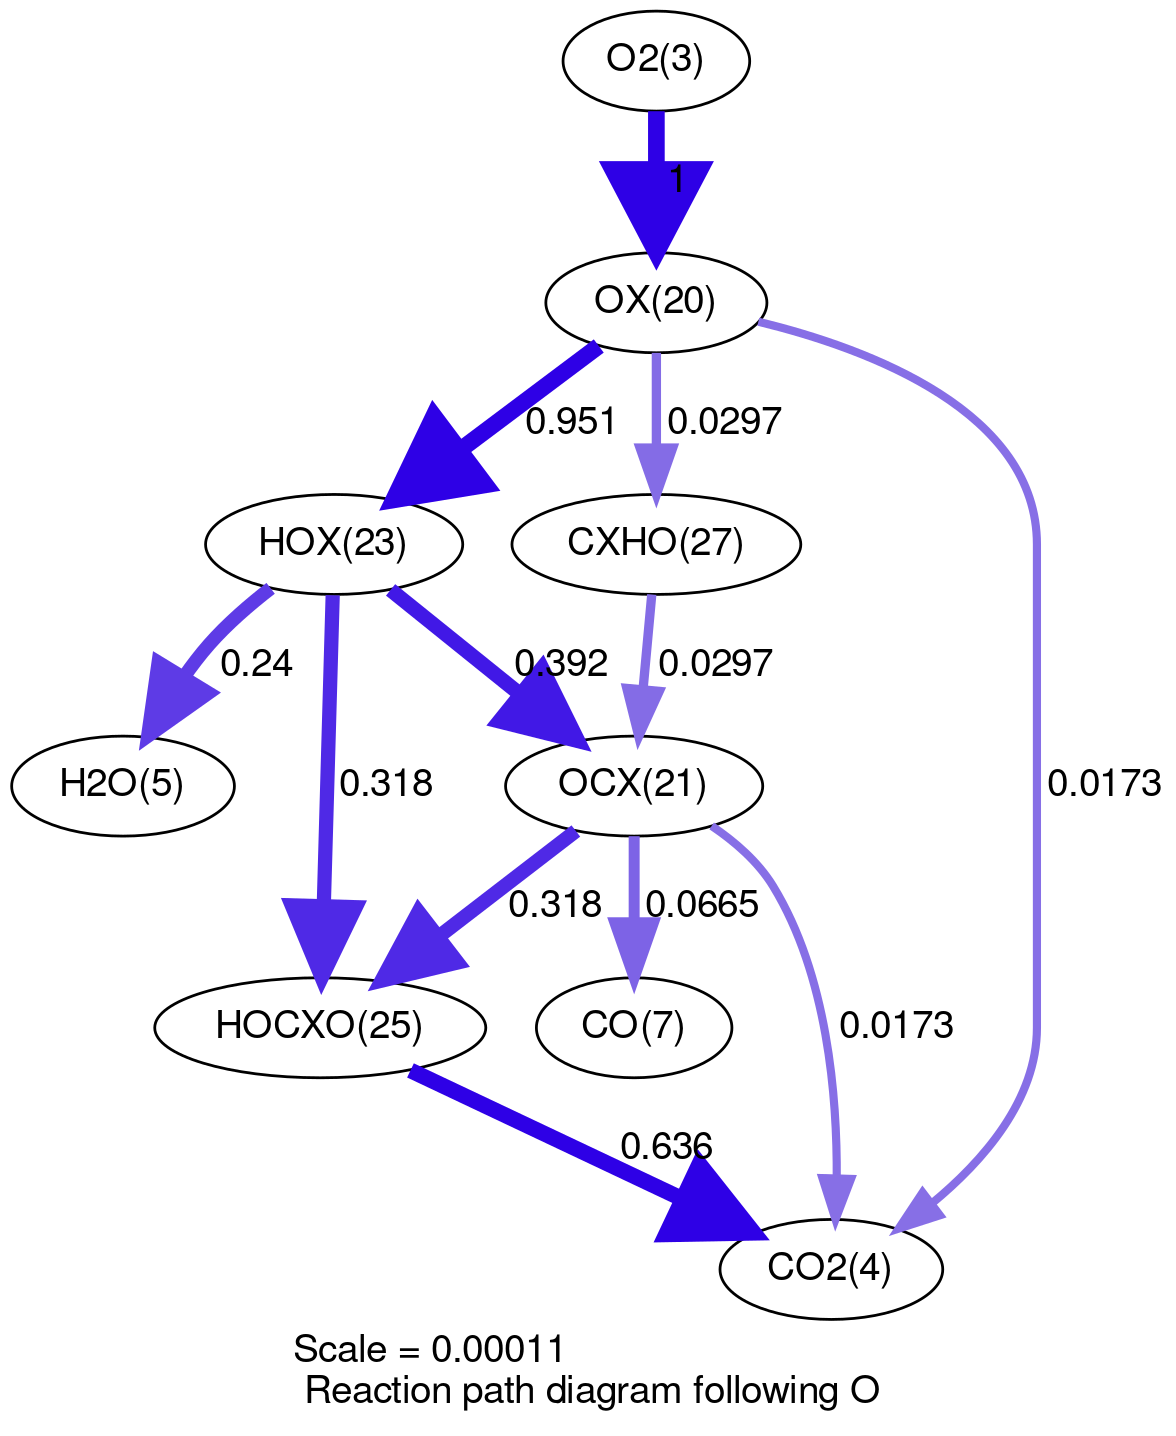 O2(3)
1
OX(20)
0.951
0.0297
HOX(23)
CXHO(27)
0.24
0.392
0.0297
H2O(5)
0.318
OCX(21)
0.0173
0.318
0.0665
HOCXO(25)
CO(7)
0.0173
0.636
CO2(4)
Scale = 0.00011
Reaction path diagram following O